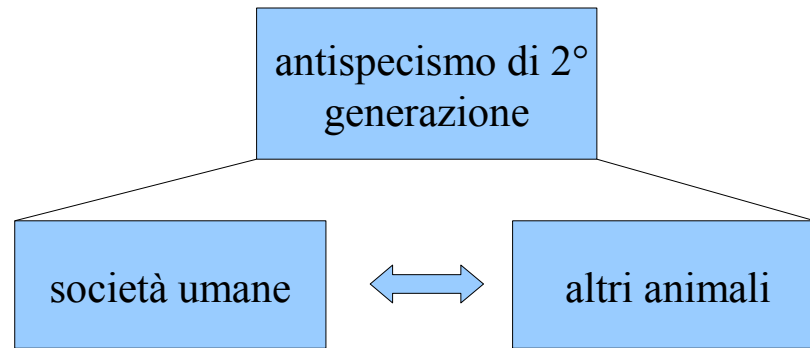 antispecismo di 2°
generazione
società umane
altri animali